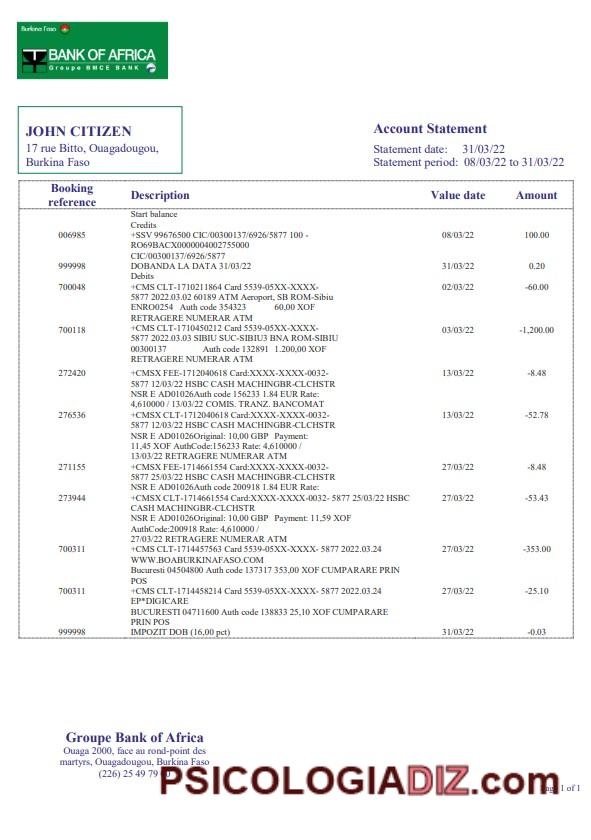 Burkina Faso
BANK OF AFRICA
Groupe BMCE BANK
JOHN CITIZEN
17 rue Bitto, Ouagadougou,
Burkina Faso
Account Statement
Statement date: 31/03/22
Statement period: 08/03/22 to 31/03/22
Booking reference Description Value date Amount
Start balance
Credits
006985 +SSV 99676500 CIC/00300137/6926/5877 100 - 08/03/22 100.00
RO69BACX0000004002755000
CIC/00300137/6926/5877
999998 DOBANDA LA DATA 31/03/22 31/03/22 0.20
Debits
700048 +CMS CLT-1710211864 Card 5539-05XX-XXXX- 02/03/22 -60.00
5877 2022.03.02 60189 ATM Aeroport, SB ROM-Sibiu
ENRO0254 Auth code 354323 60,00 XOF
RETRAGERE NUMERAR ATM
700118 +CMS CLT-1710450212 Card 5539-05XX-XXXX- 03/03/22 -1,200.00
5877 2022.03.03 SIBIU SUC-SIBIU3 BNA ROM-SIBIU
00300137 Auth code 132891 1.200,00 XOF
RETRAGERE NUMERAR ATM
272420 +CMSX FEE-1712040618 Card:XXXX-XXXX-0032- 13/03/22 -8.48
5877 12/03/22 HSBC CASH MACHINGBR-CLCHSTR
NSR E AD01026Auth code 156233 1.84 EUR Rate:
4,610000 / 13/03/22 COMIS. TRANZ. BANCOMAT
276536 +CMSX CLT-1712040618 Card:XXXX-XXXX-0032- 13/03/22 -52.78
5877 12/03/22 HSBC CASH MACHINGBR-CLCHSTR
NSR E AD01026Original: 10,00 GBP Payment:
11,45 XOF AuthCode:156233 Rate: 4,610000 /
13/03/22 RETRAGERE NUMERAR ATM
271155 +CMSX FEE-1714661554 Card:XXXX-XXXX-0032- 27/03/22 -8.48
5877 25/03/22 HSBC CASH MACHINGBR-CLCHSTR
NSR E AD01026Auth code 200918 1.84 EUR Rate:
273944 +CMSX CLT-1714661554 Card:XXXX-XXXX-0032- 5877 25/03/22 HSBC 27/03/22 -53.43
CASH MACHINGBR-CLCHSTR
NSR E AD01026Original: 10,00 GBP Payment: 11,59 XOF
AuthCode:200918 Rate: 4,610000 /
27/03/22 RETRAGERE NUMERAR ATM
700311 +CMS CLT-1714457563 Card 5539-05XX-XXXX- 5877 2022.03.24 27/03/22 -353.00
WWW.BOABURKINAFASO.COM
Bucuresti 04504800 Auth code 137317 353,00 XOF CUMPARARE PRIN
POS
700311 +CMS CLT-1714458214 Card 5539-05XX-XXXX- 5877 2022.03.24 27/03/22 -25.10
EP*DIGICARE
BUCURESTI 04711600 Auth code 138833 25,10 XOF CUMPARARE
PRIN POS
999998 IMPOZIT DOB (16,00 pct) 31/03/22 -0.03
Groupe Bank of Africa
Ouaga 2000, face au rond-point des
martyrs, Ouagadougou, Burkina Faso
(226) 25 49 79
PSICOLOGIADIZ.com
1 of 1